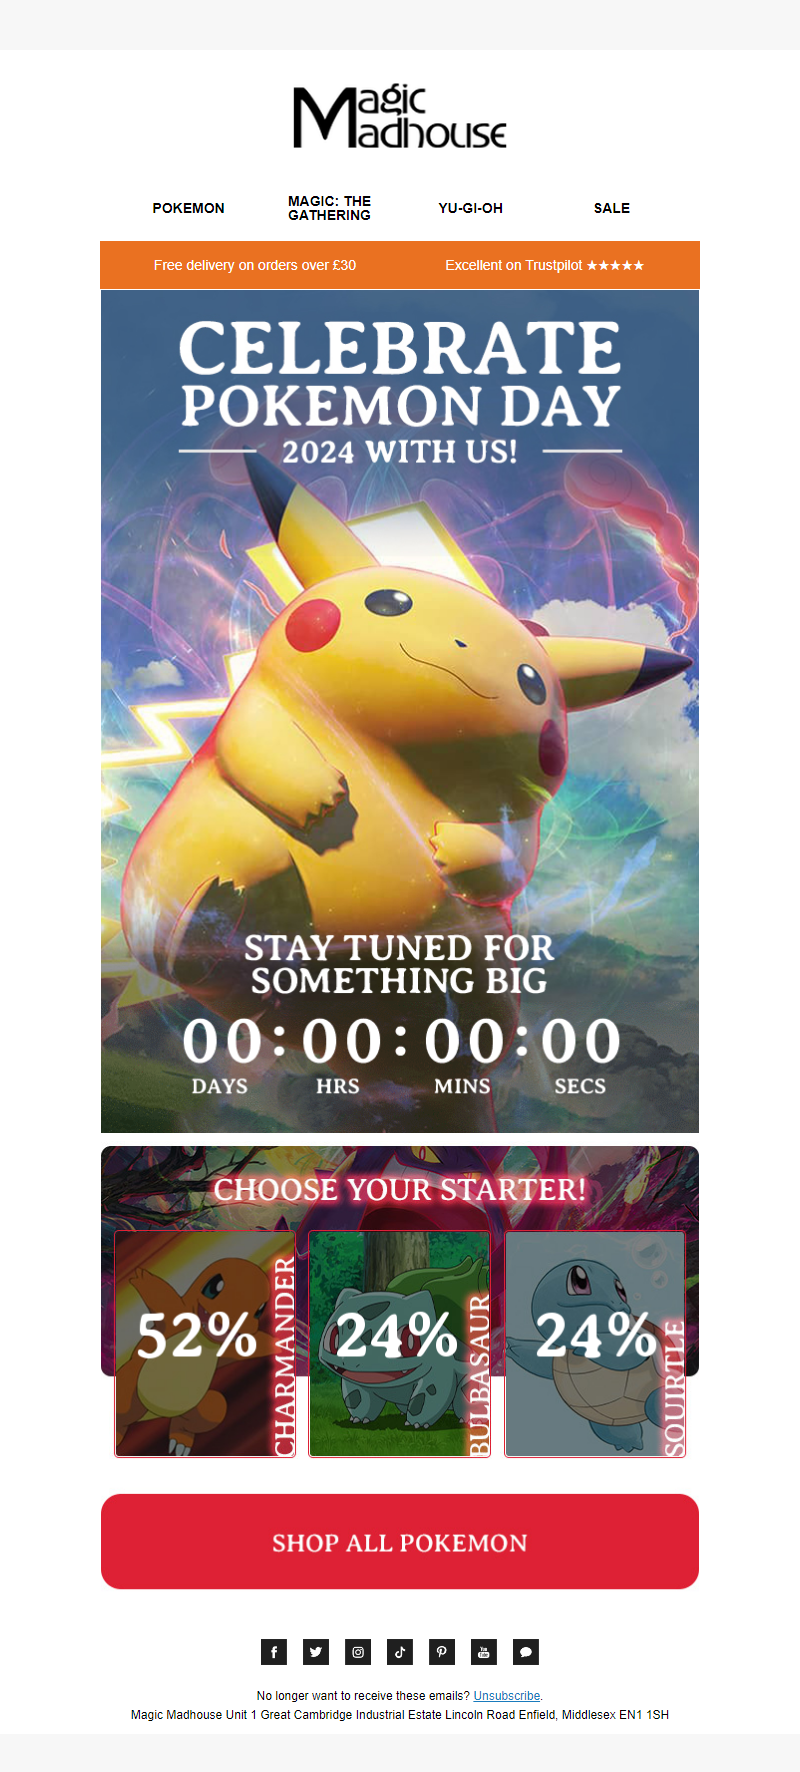 Magic
Madhouse
POKEMON
MAGIC: THE
GATHERING
YU-GI-OH
SALE
Free delivery on orders over £30
Excellent on Trustpilot ★★★★★
CELEBRATE
POKEMON DAY
2024 WITH US!
STAY TUNED FOR
SOMETHING BIG
00:00:00:00
DAYS HRS MINS SECS
CHOOSE YOUR STARTER!
52%
CHARMANDER
24%
BULBASAUR
24%
SQUIRTLE
SHOP ALL POKEMON
You Tube
No longer want to receive these emails? Unsubscribe.
Magic Madhouse Unit 1 Great Cambridge Industrial Estate Lincoln Road Enfield, Middlesex EN1 1SH